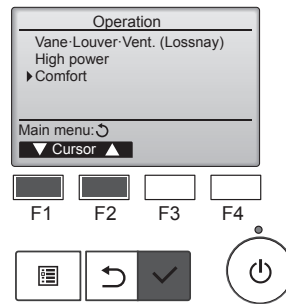 Operation
Vane·Louver·Vent. (Lossnay)
High power
Comfort
Main menu:
Cursor
F1 F2 F3 F4